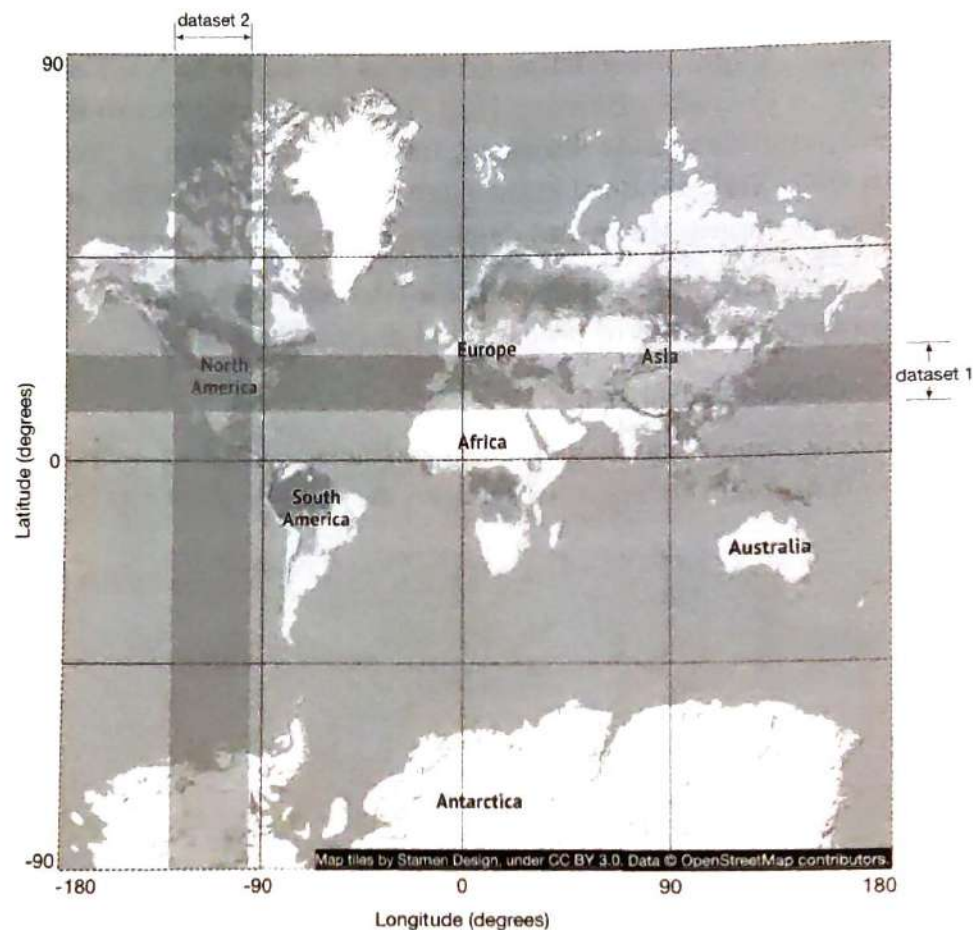 dataset 2
90
North
America
Europe
Asia
dataset 1
Africa
Latitude (degrees)
0
South
America
Australia
Antarctica
-90
Map tiles by Stamen Design, under CC BY 3.0. Data © OpenStreetMap contributors.
-180
-90
0
90
180
Longitude (degrees)